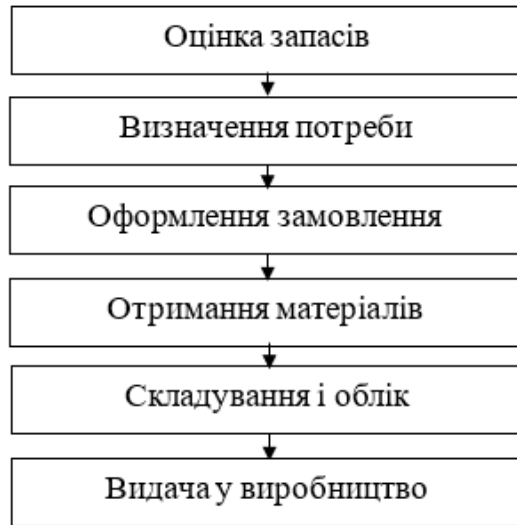 Оцінка запасів
Визначення потреби
Оформлення замовлення
Отримання матеріалів
Складування і облік
Видача у виробництво